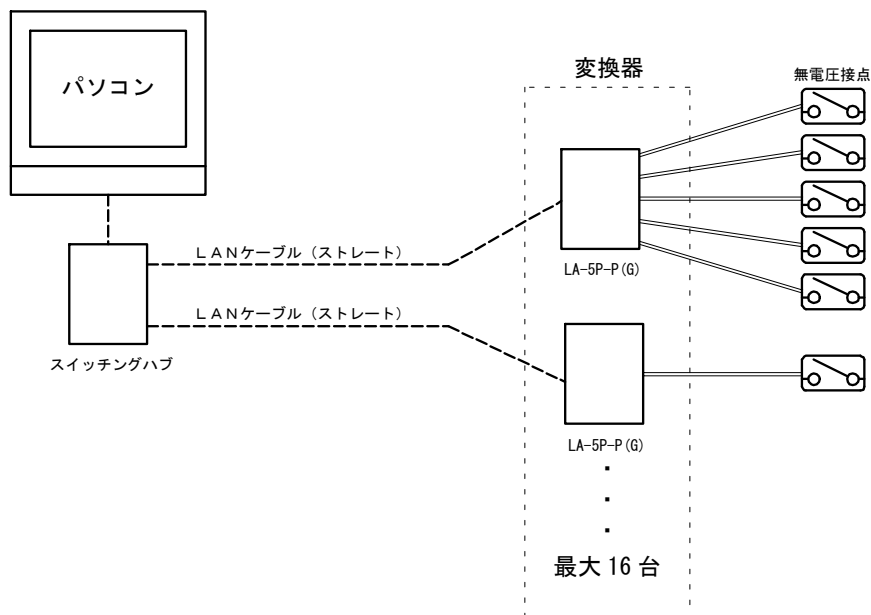 パソコン
変換器
無電圧接点
LANケーブル(ストレート)
LA-5P-P(G)
LANケーブル(ストレート)
スイッチングハブ
LA-5P-P(G)
最大16台